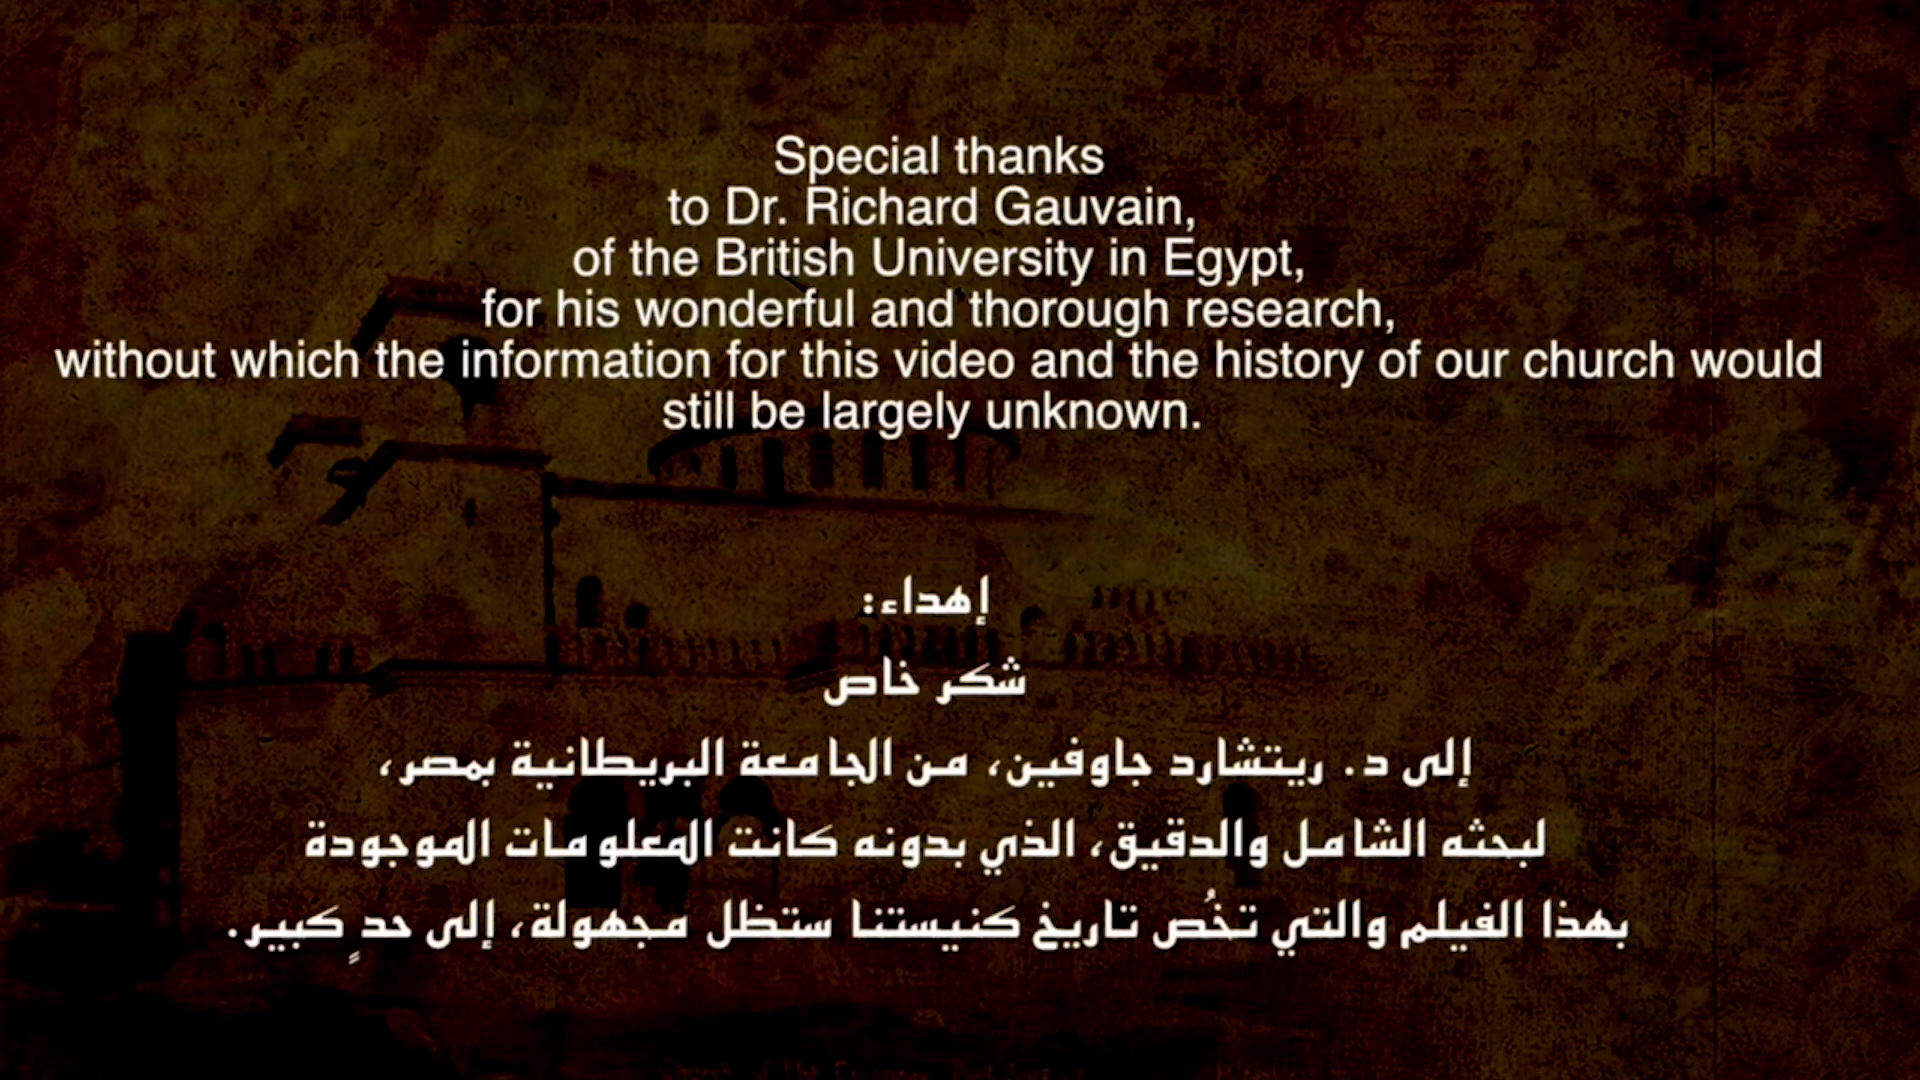 Special thanks
to Dr. Richard Gauvain,
of the British University in Egypt,
for his wonderful and thorough research,
without which the information for this video and the history of our church would
still be largely unknown.
إهداء:
شكر خاص
إلى د. ريتشارد جاوفين، من الجامعة البريطانية بمصر،
لبحثه الشامل والدقيق، الذي بدونه كانت المعلومات الموجودة
بهذا الفيلم والتي تخُص تاريخ كنيستنا ستظل مجهولة، إلى حدٍ كبير.